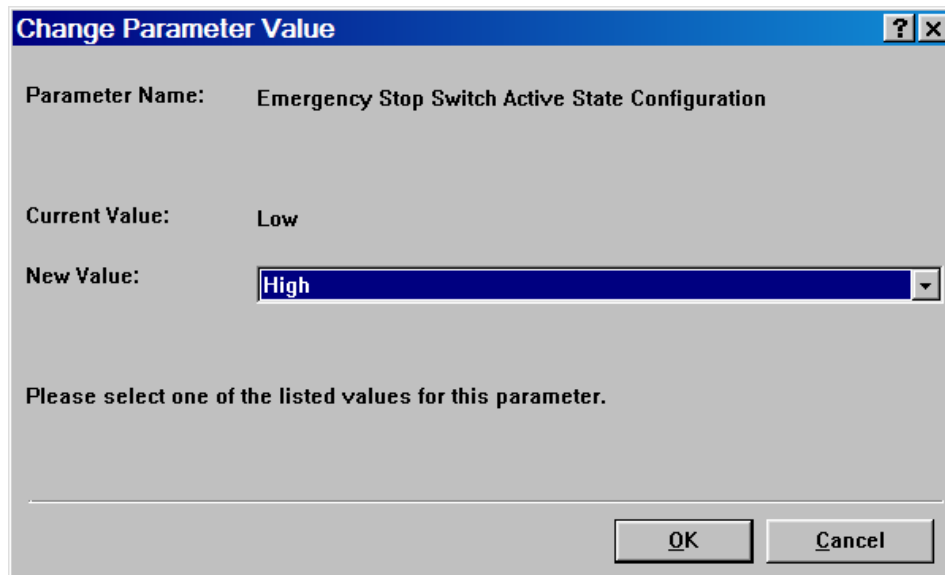 Change Parameter Value
?
Parameter Name: Emergency Stop Switch Active State Configuration
Current Value: Low
New Value: High
Please select one of the listed values for this parameter.
OK Cancel